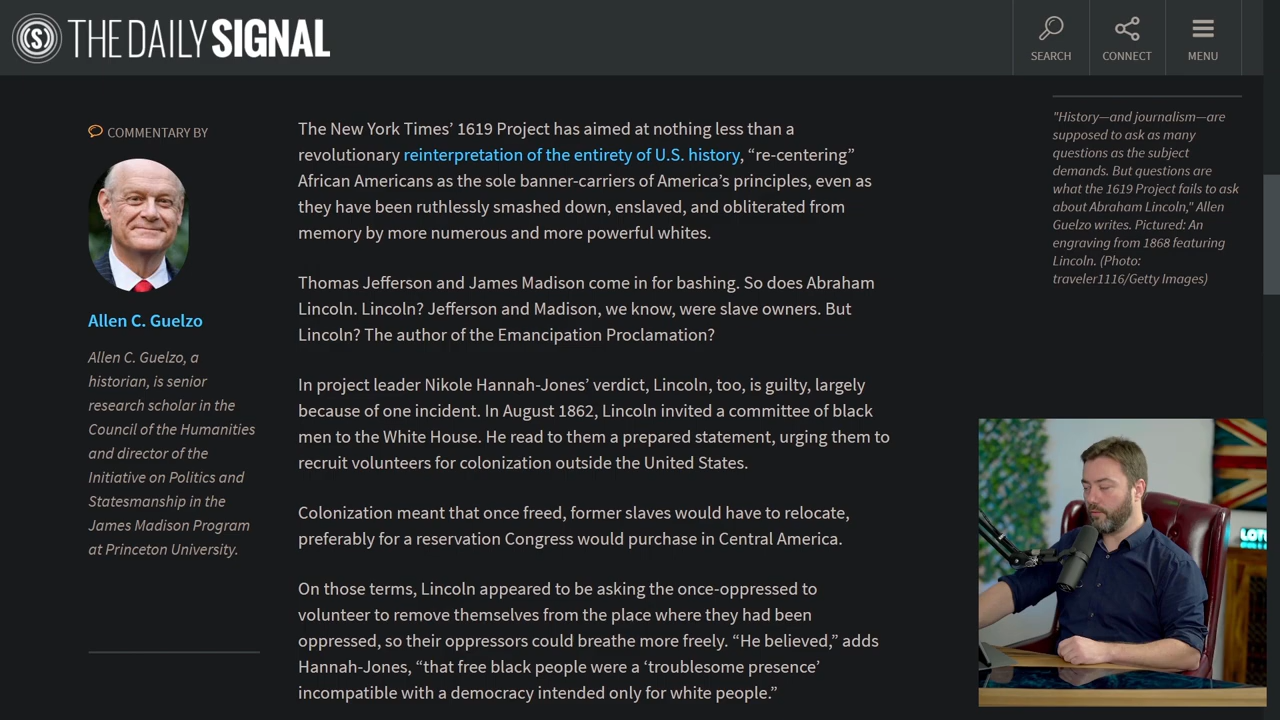 THE DAILY SIGNAL
SEARCH
CONNECT
MENU
COMMENTARY BY
Allen C. Guelzo
Allen C. Guelzo, a
historian, is senior
research scholar in the
Council of the Humanities
and director of the
Initiative on Politics and
Statesmanship in the
James Madison Program
at Princeton University.
The New York Times’ 1619 Project has aimed at nothing less than a
revolutionary reinterpretation of the entirety of U.S. history, “re-centering”
African Americans as the sole banner-carriers of America’s principles, even as
they have been ruthlessly smashed down, enslaved, and obliterated from
memory by more numerous and more powerful whites.
Thomas Jefferson and James Madison come in for bashing. So does Abraham
Lincoln. Lincoln? Jefferson and Madison, we know, were slave owners. But
Lincoln? The author of the Emancipation Proclamation?
In project leader Nikole Hannah-Jones’ verdict, Lincoln, too, is guilty, largely
because of one incident. In August 1862, Lincoln invited a committee of black
men to the White House. He read to them a prepared statement, urging them to
recruit volunteers for colonization outside the United States.
Colonization meant that once freed, former slaves would have to relocate,
preferably for a reservation Congress would purchase in Central America.
On those terms, Lincoln appeared to be asking the once-oppressed to
volunteer to remove themselves from the place where they had been
oppressed, so their oppressors could breathe more freely. “He believed,” adds
Hannah-Jones, “that free black people were a ‘troublesome presence’
incompatible with a democracy intended only for white people.”
"History—and journalism—are
supposed to ask as many
questions as the subject
demands. But questions are
what the 1619 Project fails to ask
about Abraham Lincoln," Allen
Guelzo writes. Pictured: An
engraving from 1868 featuring
Lincoln. (Photo:
traveler1116/Getty Images)